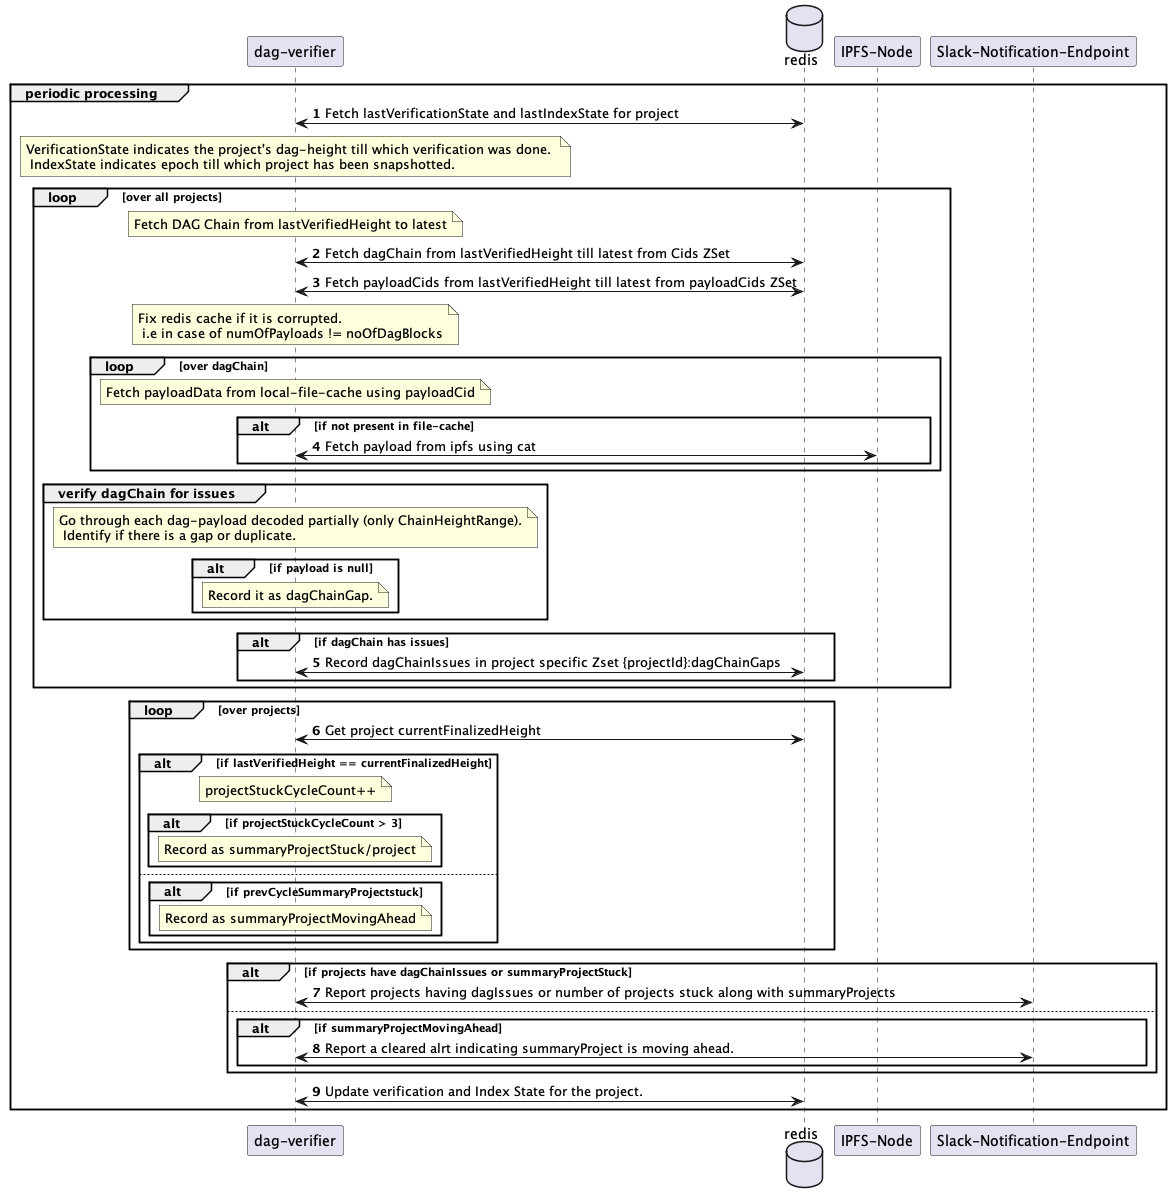 dag-verifier
redis
IPFS-Node
Slack-Notification-Endpoint
periodic processing
1 Fetch lastVerificationState and lastIndexState for project
VerificationState indicates the project's dag-height till which verification was done.
IndexState indicates epoch till which project has been snapshotted.
loop [over all projects]
Fetch DAG Chain from lastVerifiedHeight to latest
2 Fetch dagChain from lastVerifiedHeight till latest from Cids ZSet
3 Fetch payloadCids from lastVerifiedHeight till latest from payloadCids ZSet
Fix redis cache if it is corrupted.
i.e in case of numOfPayloads != noOfDagBlocks
loop [over dagChain]
Fetch payloadData from local-file-cache using payloadCid
alt [if not present in file-cache]
4 Fetch payload from ipfs using cat
verify dagChain for issues
Go through each dag-payload decoded partially (only ChainHeightRange).
Identify if there is a gap or duplicate.
alt [if payload is null]
Record it as dagChainGap.
alt [if dagChain has issues]
5 Record dagChainIssues in project specific Zset {projectId}:dagChainGaps
loop [over projects]
6 Get project currentFinalizedHeight
alt [if lastVerifiedHeight == currentFinalizedHeight]
projectStuckCycleCount++
alt [if projectStuckCycleCount > 3]
Record as summaryProjectStuck/project
alt [if prevCycleSummaryProjectstuck]
Record as summaryProjectMovingAhead
alt [if projects have dagChainIssues or summaryProjectStuck]
7 Report projects having dagIssues or number of projects stuck along with summaryProjects
alt [if summaryProjectMovingAhead]
8 Report a cleared alrt indicating summaryProject is moving ahead.
9 Update verification and Index State for the project.
dag-verifier
redis
IPFS-Node
Slack-Notification-Endpoint